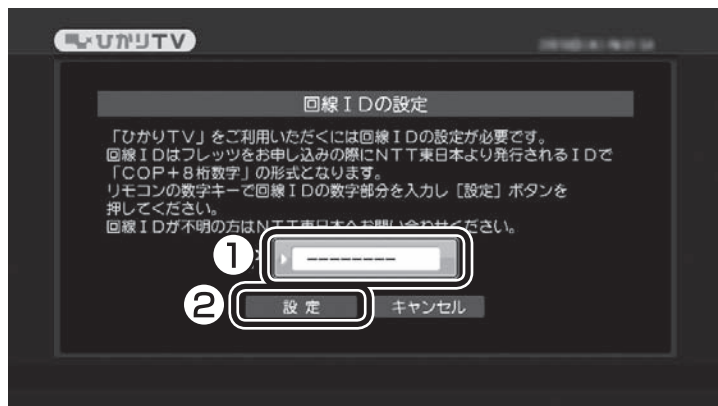 ひかりTV
回線IDの設定
「ひかりTV」をご利用いただくには回線IDの設定が必要です。
回線IDはフレッツをお申し込みの際にNTT東日本より発行されるIDで
「COP+8桁数字」の形式となります。
リモコンの数字キーで回線IDの数字部分を入力し[設定]ボタンを
押してください。
回線IDが不明の方はNTT東日本へお問い合わせください。
① --------
② 設定 キャンセル